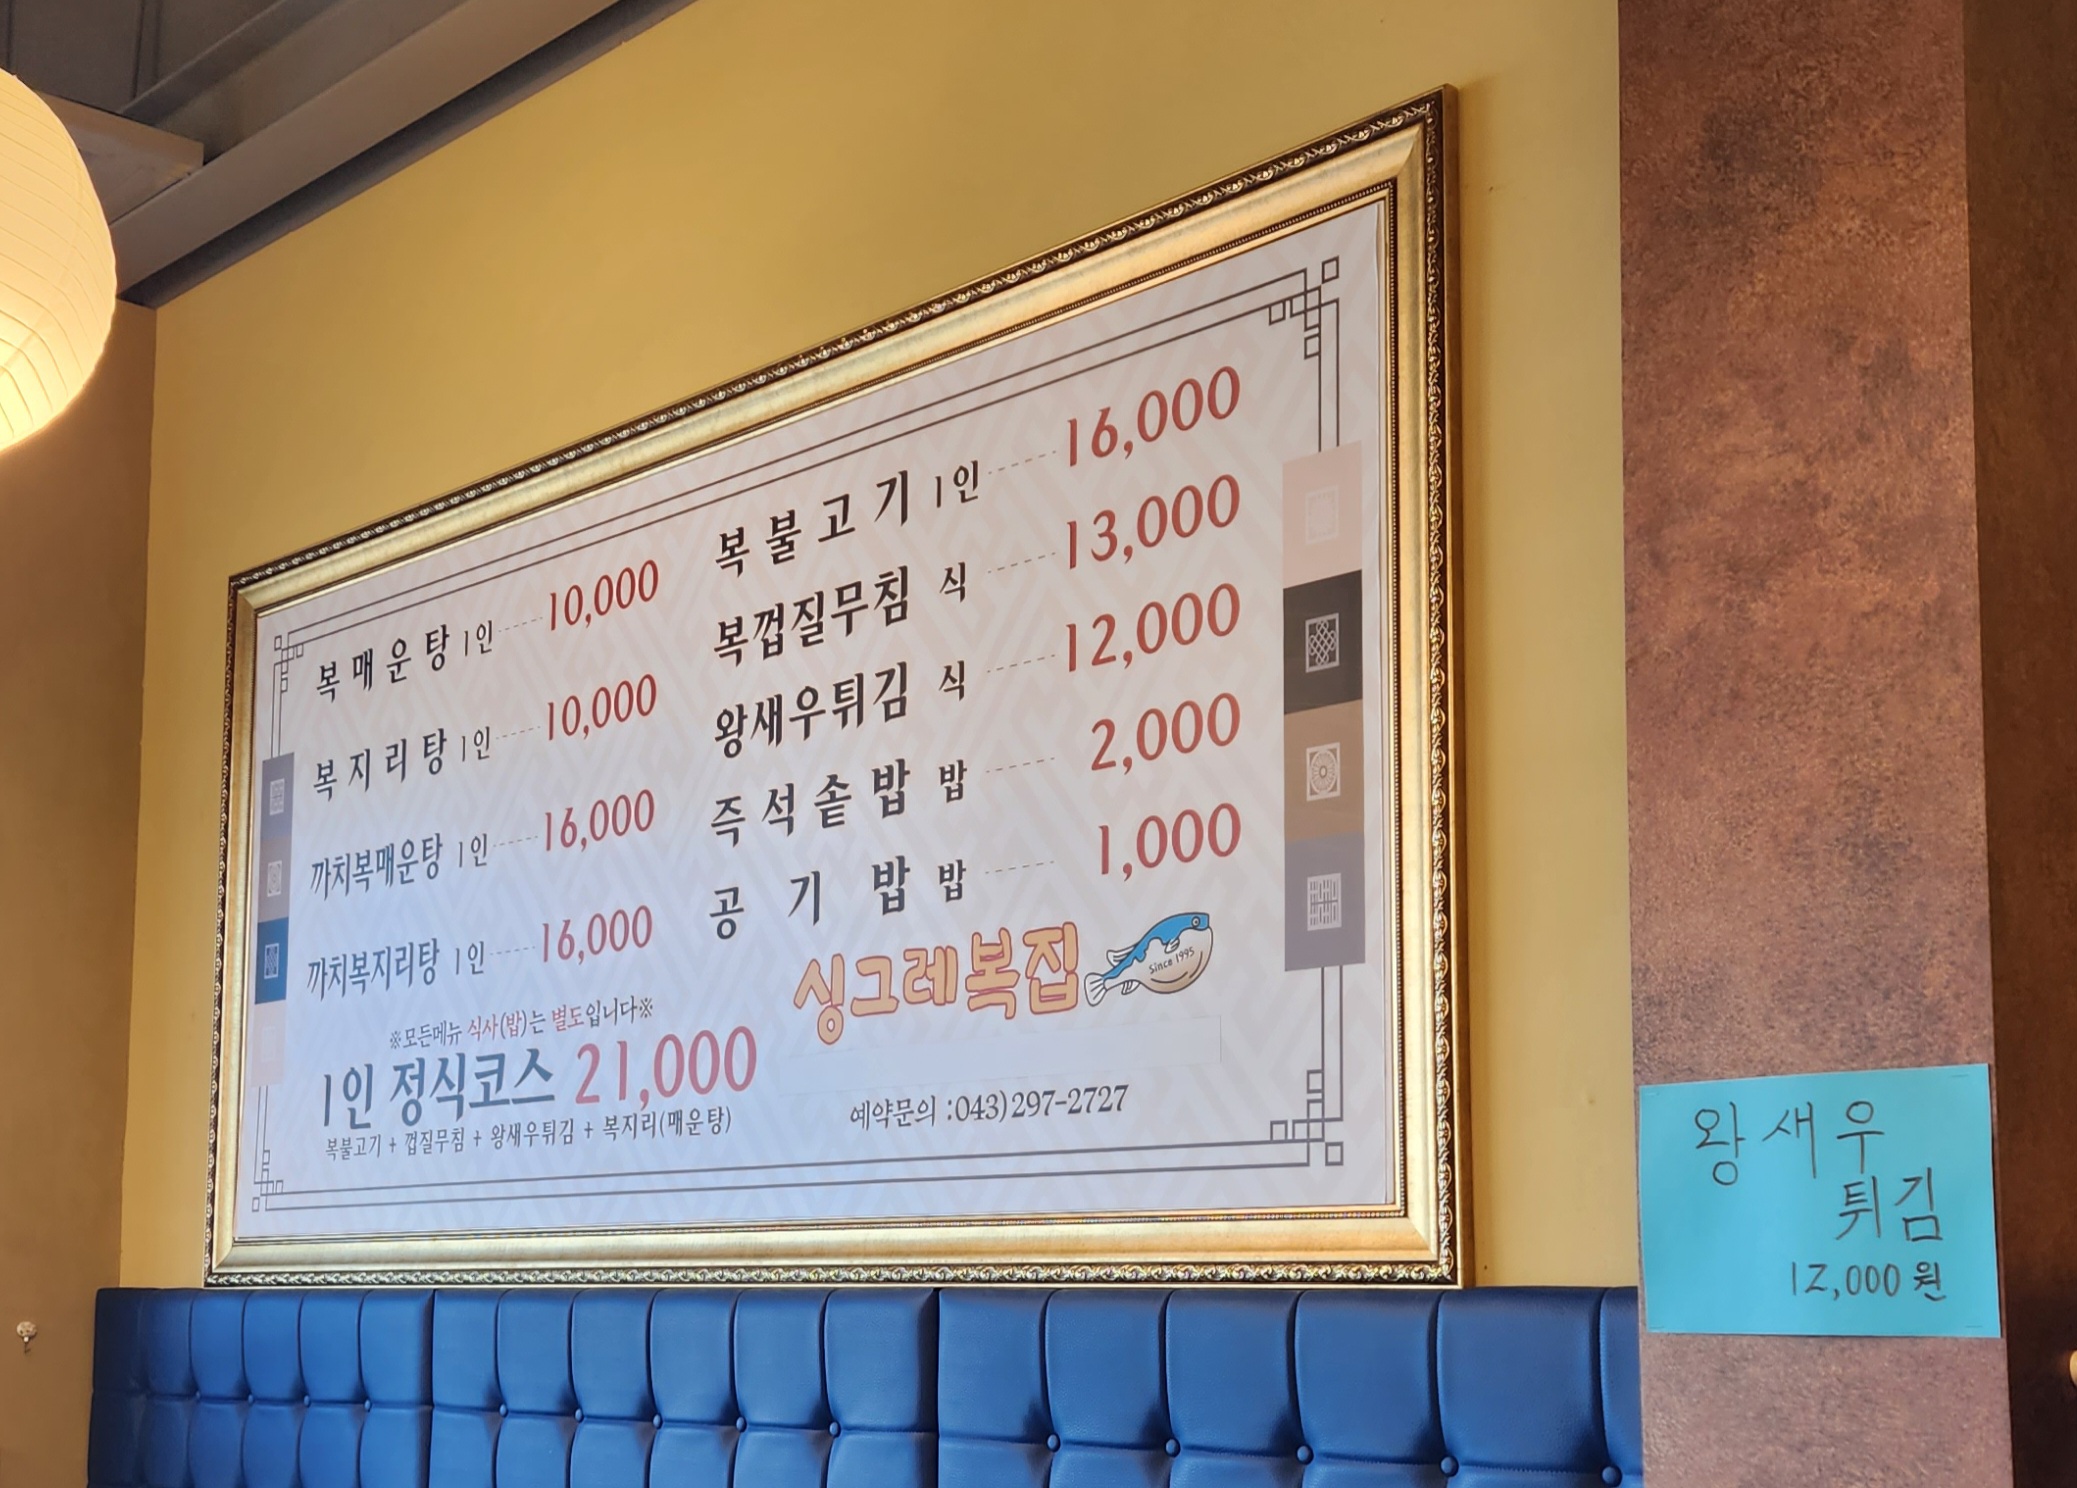 복매운탕 1인 10,000
복지리탕 1인 10,000
까치복매운탕 1인 16,000
까치복지리탕 1인 16,000
※모든메뉴 식사(밥)는 별도입니다※
1인 정식코스 21,000
복불고기 + 껍질무침 + 왕새우튀김 + 복지리(매운탕)
복불고기 1인 16,000
복껍질무침 식 13,000
왕새우튀김 식 12,000
즉석솥밥 밥 2,000
공기밥 밥 1,000
싱그레복집
Since 1995
예약문의 :043)297-2727
왕새우
튀김
12,000원